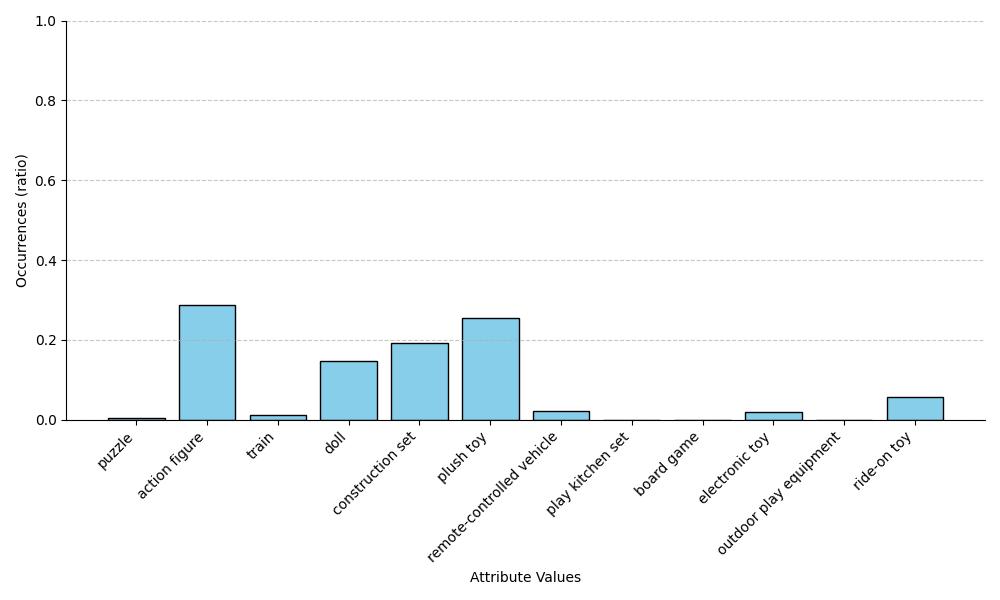 1.0
0.8
0.6
0.4
0.2
0.0
Occurrences (ratio)
puzzle
action figure
train
doll
construction set
plush toy
remote-controlled vehicle
play kitchen set
board game
electronic toy
outdoor play equipment
ride-on toy
Attribute Values